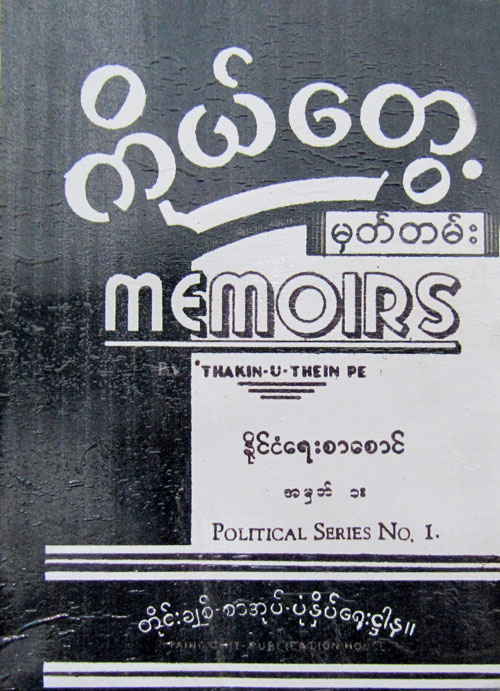 ကိုယ်တွေ့
မှတ်တမ်း
MEMOIRS
By THAKIN-U-THEIN PE
နိုင်ငံရေးစာစောင်
အမှတ် ၁။
POLITICAL SERIES No. 1.
တိုင်းချစ်-စာအုပ်-ပုံနှိပ်ရေးဌာန။
TAING CHIT-PUBLICATION HOUSE